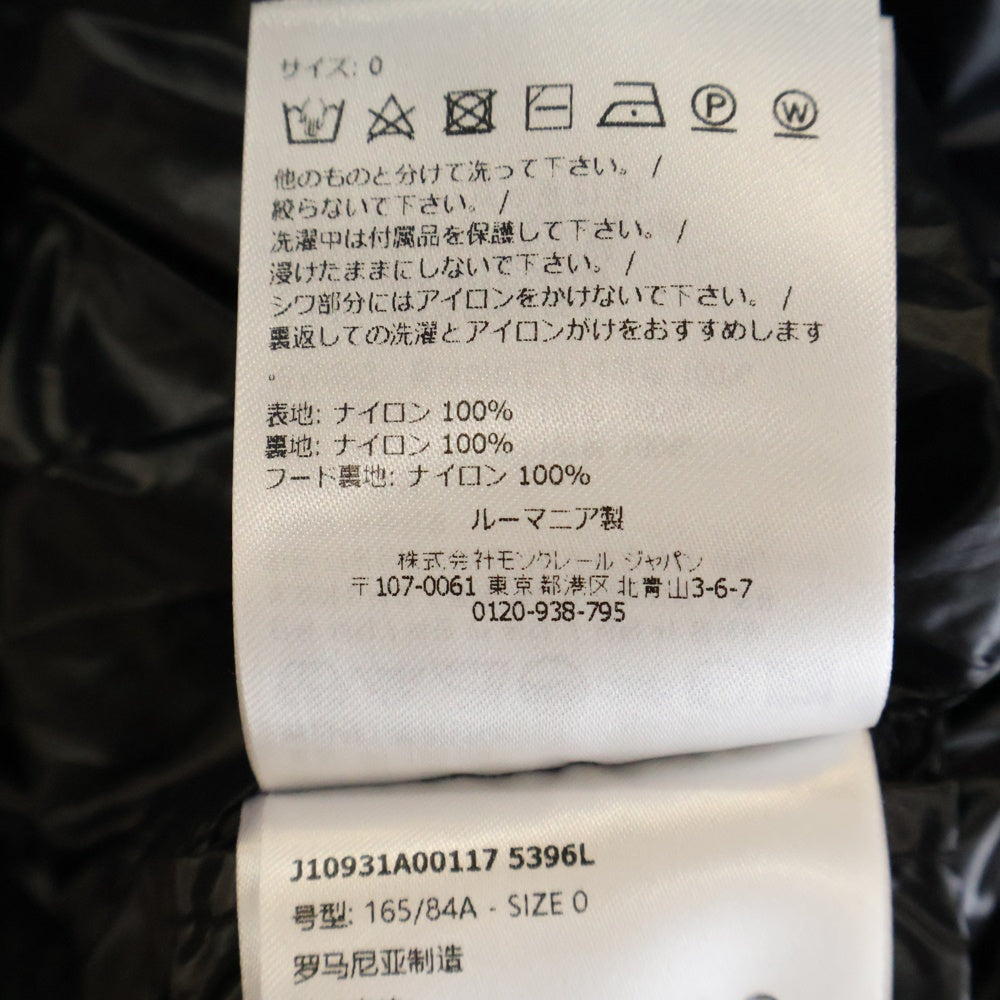 サイズ: 0
P W
他のものと分けて洗って下さい。 /
絞らないで下さい。 /
洗濯中は付属品を保護して下さい。 /
浸けたままにしないで下さい。 /
シワ部分にはアイロンをかけないで下さい。 /
裏返しての洗濯とアイロンがけをおすすめします
。
表地: ナイロン 100%
裏地: ナイロン 100%
フード裏地: ナイロン 100%
ルーマニア製
株式会社モンクレール ジャパン
〒107-0061 東京都港区北青山3-6-7
0120-938-795
J10931A00117 5396L
号型: 165/84A - SIZE 0
罗马尼亚制造